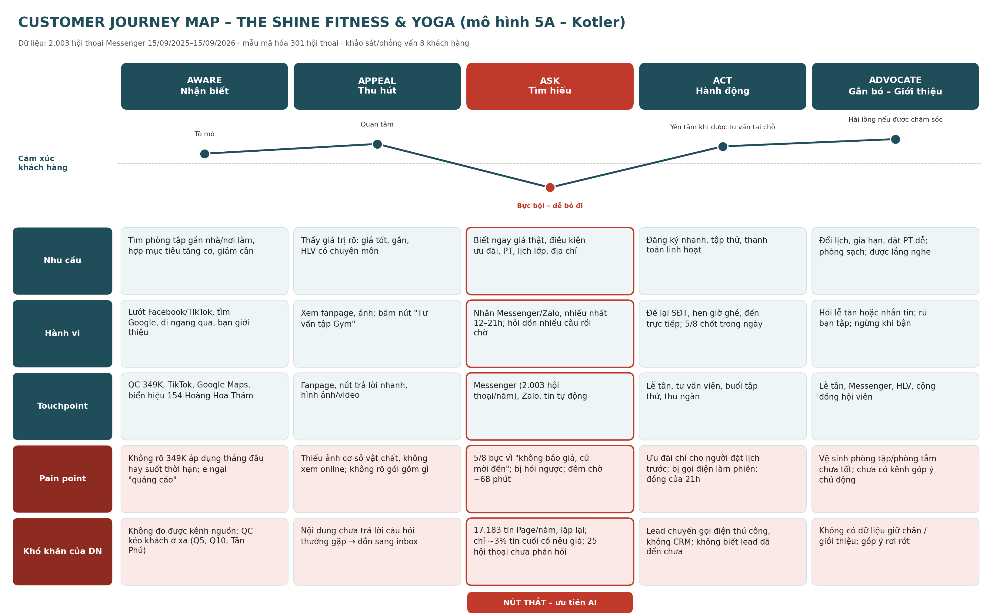 CUSTOMER JOURNEY MAP – THE SHINE FITNESS & YOGA (mô hình 5A – Kotler)
Dữ liệu: 2.003 hội thoại Messenger 15/09/2025–15/09/2026 · mẫu mã hóa 301 hội thoại · khảo sát/phỏng vấn 8 khách hàng
AWARE
Nhận biết
APPEAL
Thu hút
ASK
Tìm hiểu
ACT
Hành động
ADVOCATE
Gắn bó – Giới thiệu
Cảm xúc
khách hàng
Tò mò
Quan tâm
Bực bội – dễ bỏ đi
Yên tâm khi được tư vấn tại chỗ
Hài lòng nếu được chăm sóc
Nhu cầu
Tìm phòng tập gần nhà/nơi làm,
hợp mục tiêu tăng cơ, giảm cân
Thấy giá trị rõ: giá tốt, gần,
HLV có chuyên môn
Biết ngay giá thật, điều kiện
ưu đãi, PT, lịch lớp, địa chỉ
Đăng ký nhanh, tập thử, thanh
toán linh hoạt
Đổi lịch, gia hạn, đặt PT dễ;
phòng sạch; được lắng nghe
Hành vi
Lướt Facebook/TikTok, tìm
Google, đi ngang qua, bạn giới
thiệu
Xem fanpage, ảnh; bấm nút "Tư
vấn tập Gym"
Nhắn Messenger/Zalo, nhiều nhất
12–21h; hỏi dồn nhiều câu rồi
chờ
Để lại SĐT, hẹn giờ ghé, đến
trực tiếp; 5/8 chốt trong ngày
Hỏi lễ tân hoặc nhắn tin; rủ
bạn tập; ngừng khi bận
Touchpoint
QC 349K, TikTok, Google Maps,
biển hiệu 154 Hoàng Hoa Thám
Fanpage, nút trả lời nhanh,
hình ảnh/video
Messenger (2.003 hội
thoại/năm), Zalo, tin tự động
Lễ tân, tư vấn viên, buổi tập
thử, thu ngân
Lễ tân, Messenger, HLV, cộng
đồng hội viên
Pain point
Không rõ 349K áp dụng tháng đầu
hay suốt thời hạn; e ngại
"quảng cáo"
Thiếu ảnh cơ sở vật chất, không
xem online; không rõ gói gồm gì
5/8 bực vì "không báo giá, cứ
mời đến"; bị hỏi ngược; đêm chờ
~68 phút
Ưu đãi chỉ cho người đặt lịch
trước; bị gọi điện làm phiền;
đóng cửa 21h
Vệ sinh phòng tập/phòng tắm
chưa tốt; chưa có kênh góp ý
chủ động
Khó khăn của DN
Không đo được kênh nguồn; QC
kéo khách ở xa (Q5, Q10, Tân
Phú)
Nội dung chưa trả lời câu hỏi
thường gặp → dồn sang inbox
17.183 tin Page/năm, lặp lại;
chỉ ~3% tin cuối có nêu giá; 25
hội thoại chưa phản hồi
Lead chuyển gọi điện thủ công,
không CRM; không biết lead đã
đến chưa
Không có dữ liệu giữ chân /
giới thiệu; góp ý rơi rớt
NÚT THẮT – ưu tiên AI